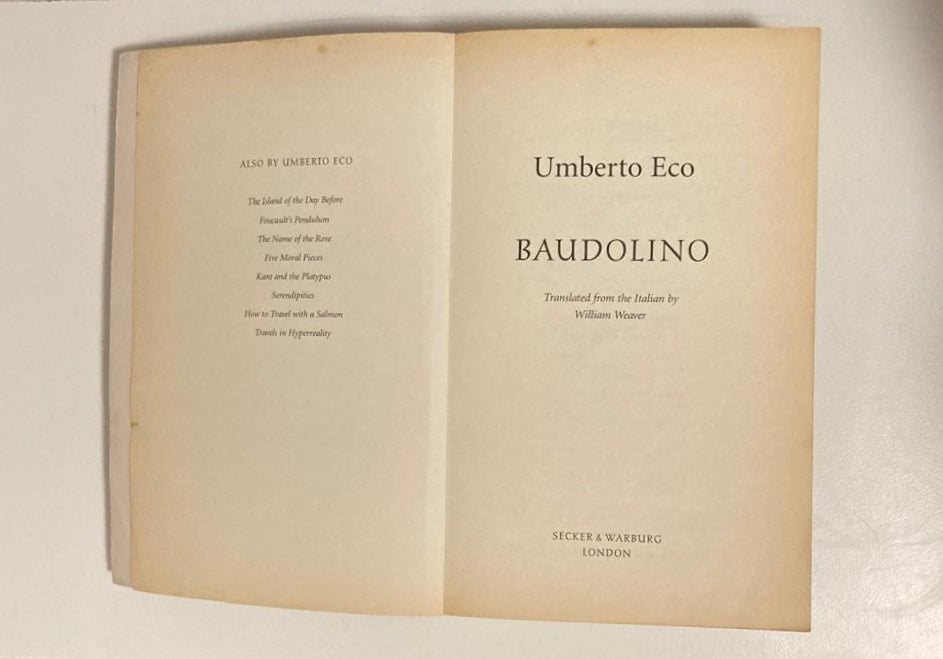 ALSO BY UMBERTO ECO
The Island of the Day Before
Foucault's Pendulum
The Name of the Rose
Five Moral Pieces
Kant and the Platypus
Serendipities
How to Travel with a Salmon
Travels in Hyperreality
Umberto Eco
BAUDOLINO
Translated from the Italian by
William Weaver
SECKER & WARBURG
LONDON